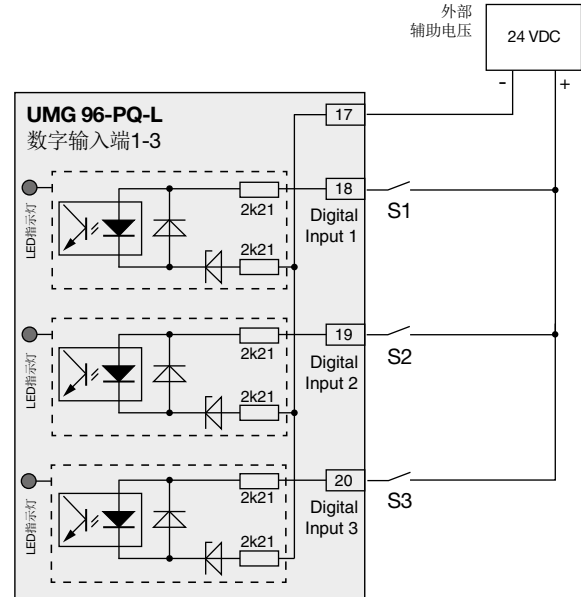 外部
辅助电压
24 VDC
-
+
UMG 96-PQ-L
数字输入端1-3
17
LED指示灯
2k21
2k21
18
Digital
Input 1
S1
LED指示灯
2k21
2k21
19
Digital
Input 2
S2
LED指示灯
2k21
2k21
20
Digital
Input 3
S3